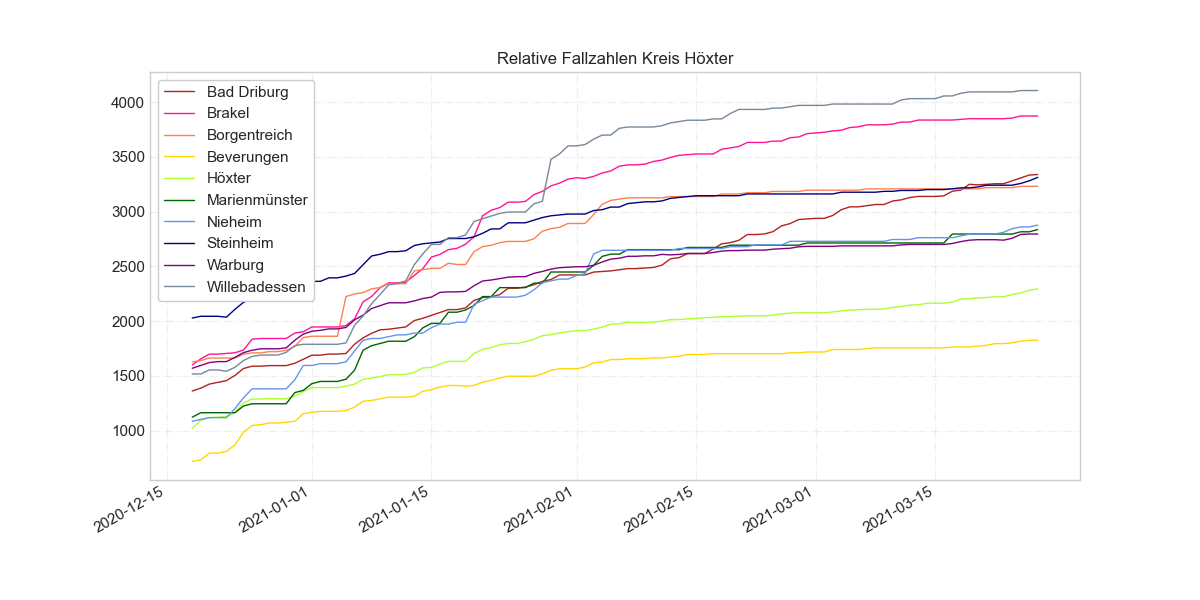 Relative Fallzahlen Kreis Höxter
Bad Driburg
Brakel
Borgentreich
Beverungen
Höxter
Marienmünster
Nieheim
Steinheim
Warburg
Willebadessen
4000
3500
3000
2500
2000
1500
1000
2020-12-15
2021-01-01
2021-01-15
2021-02-01
2021-02-15
2021-03-01
2021-03-15